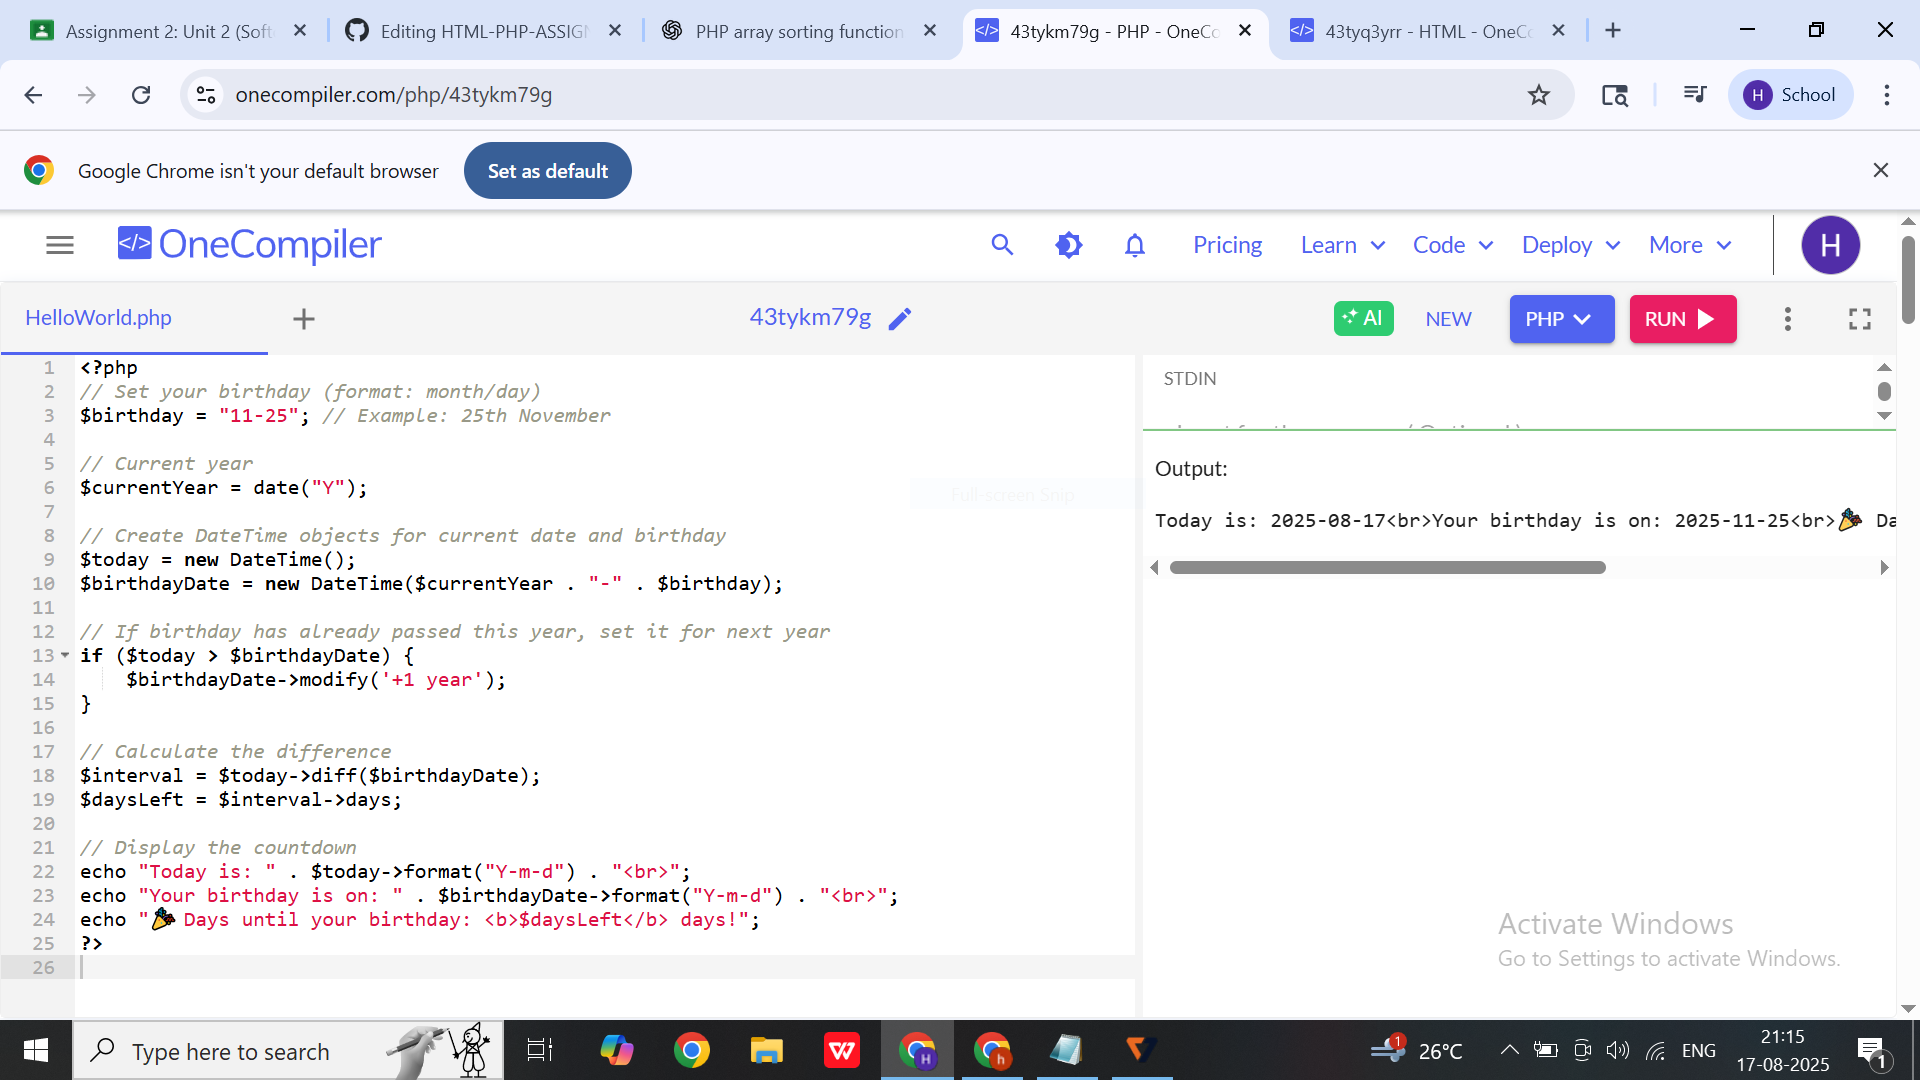 Assignment 2: Unit 2 (Soft
Editing HTML-PHP-ASSIGN
PHP array sorting function
43tykm79g - PHP - OneCo
43tyq3yrr - HTML - OneCo
onecompiler.com/php/43tykm79g
H School
Google Chrome isn't your default browser
Set as default
</> OneCompiler
Pricing
Learn
Code
Deploy
More
H
HelloWorld.php
43tykm79g
AI
NEW
PHP
RUN
1 <?php
2 // Set your birthday (format: month/day)
3 $birthday = "11-25"; // Example: 25th November
4
5 // Current year
6 $currentYear = date("Y");
7
8 // Create DateTime objects for current date and birthday
9 $today = new DateTime();
10 $birthdayDate = new DateTime($currentYear . "-" . $birthday);
11
12 // If birthday has already passed this year, set it for next year
13 if ($today > $birthdayDate) {
14     $birthdayDate->modify('+1 year');
15 }
16
17 // Calculate the difference
18 $interval = $today->diff($birthdayDate);
19 $daysLeft = $interval->days;
20
21 // Display the countdown
22 echo "Today is: " . $today->format("Y-m-d") . "<br>";
23 echo "Your birthday is on: " . $birthdayDate->format("Y-m-d") . "<br>";
24 echo "🎉 Days until your birthday: <b>$daysLeft</b> days!";
25 ?>
26
STDIN
Output:
Today is: 2025-08-17<br>Your birthday is on: 2025-11-25<br>🎉 Da
Full-screen Snip
Activate Windows
Go to Settings to activate Windows.
Type here to search
W
H
h
1
26°C
ENG
21:15
17-08-2025
1